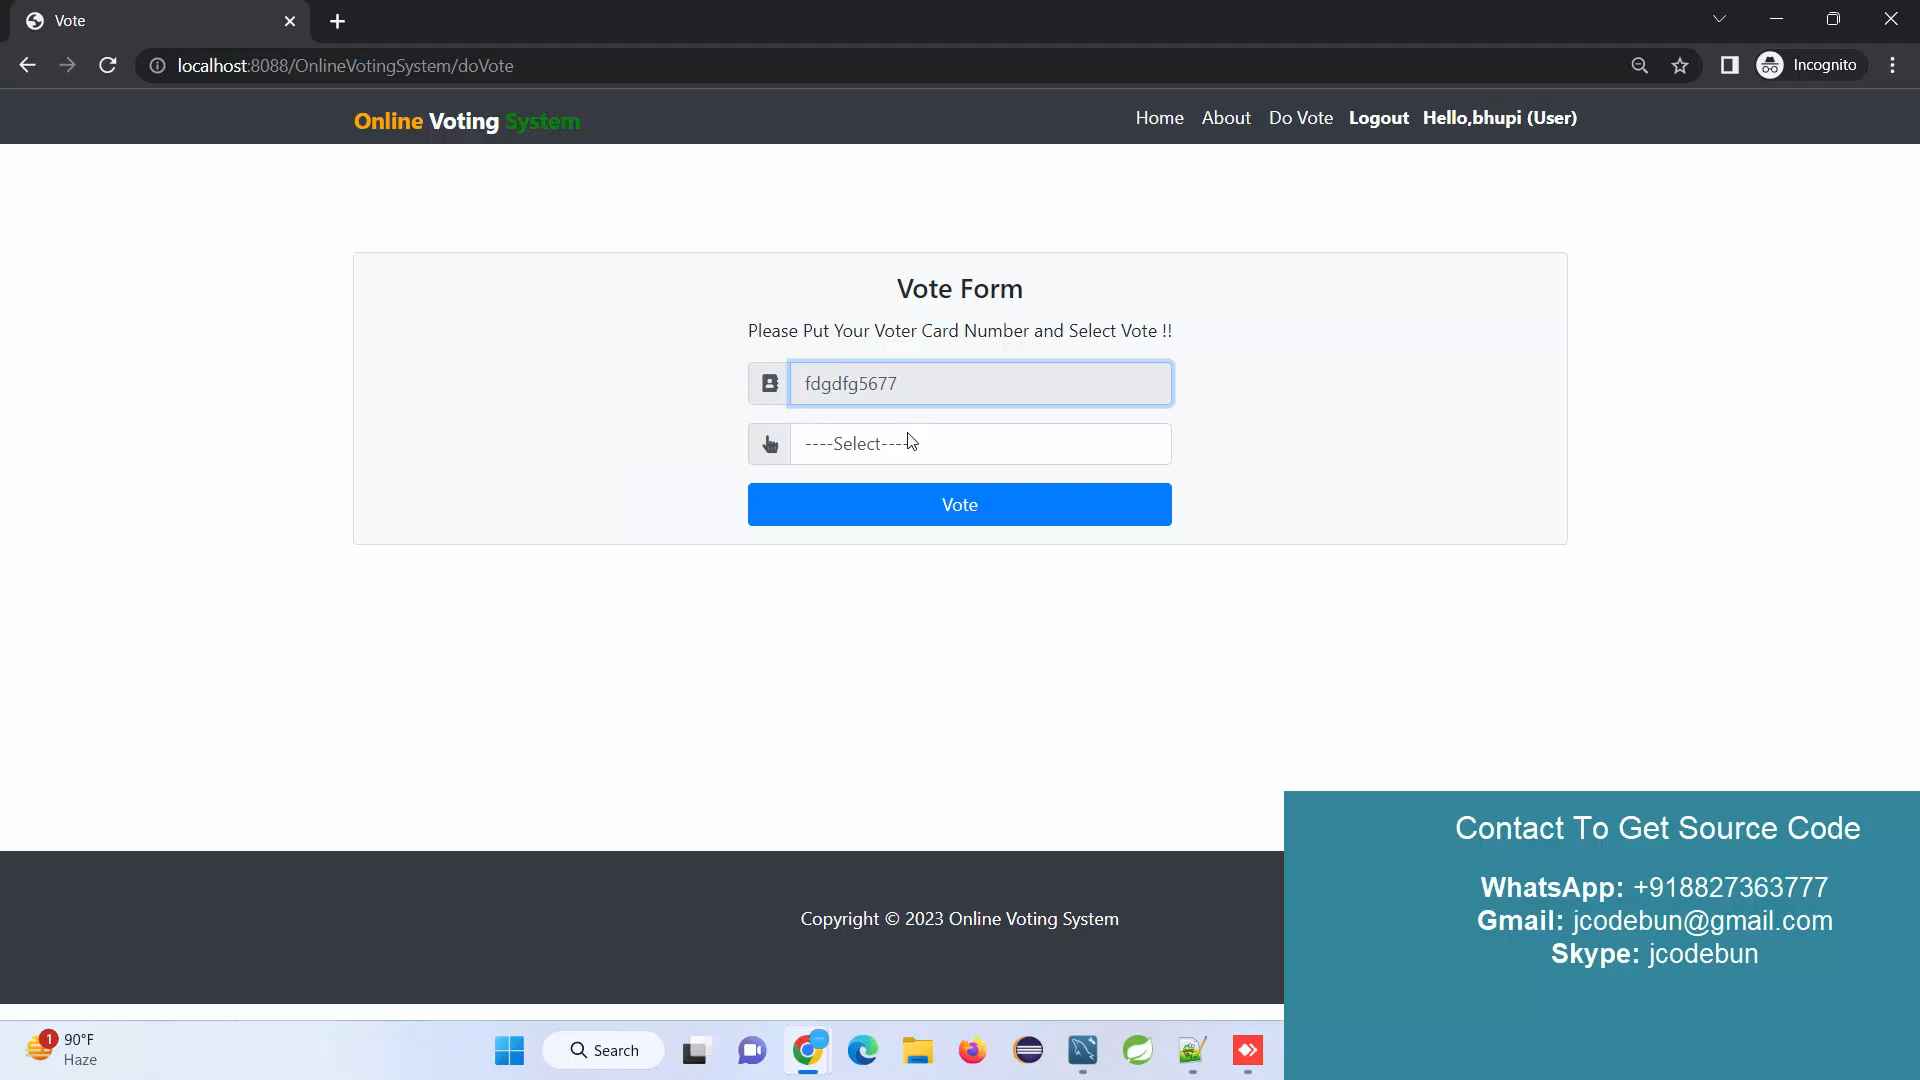 Vote
localhost:8088/OnlineVotingSystem/doVote
Incognito
Online Voting System
Home About Do Vote Logout Hello,bhupi (User)
Vote Form
Please Put Your Voter Card Number and Select Vote !!
fdgdfg5677
----Select----
Vote
Contact To Get Source Code
WhatsApp: +918827363777
Gmail: jcodebun@gmail.com
Skype: jcodebun
Copyright © 2023 Online Voting System
1
90°F
Haze
Search